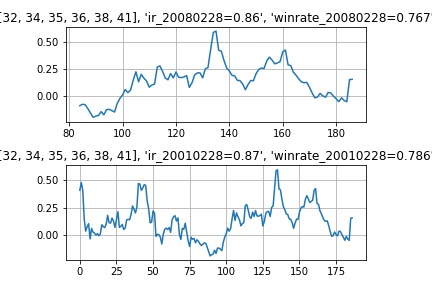 [32, 34, 35, 36, 38, 41], 'ir_20080228=0.86', 'winrate_20080228=0.767'
0.50
0.25
0.00
80 100 120 140 160 180
[32, 34, 35, 36, 38, 41], 'ir_20010228=0.87', 'winrate_20010228=0.786'
0.50
0.25
0.00
0 25 50 75 100 125 150 175